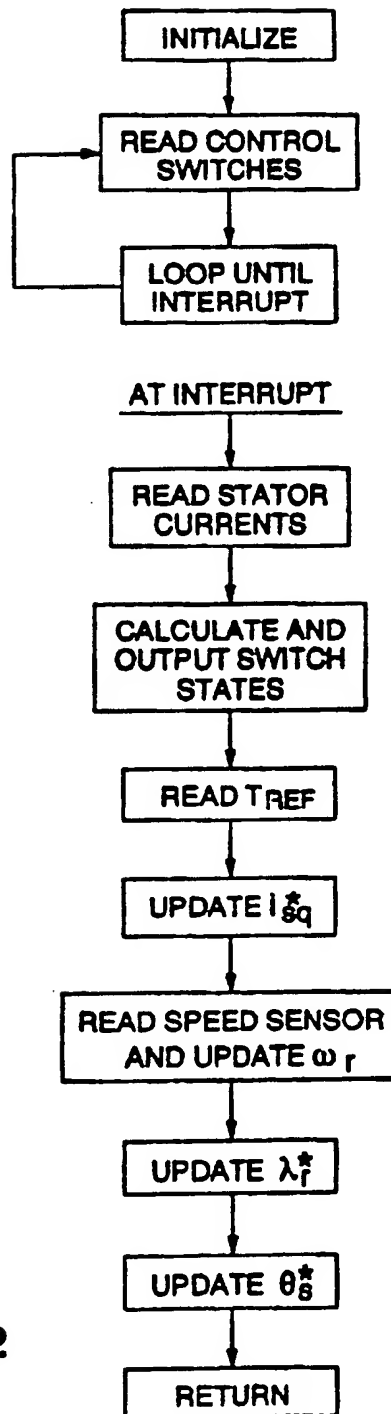 INITIALIZE
READ CONTROL
SWITCHES
LOOP UNTIL
INTERRUPT
AT INTERRUPT
READ STATOR
CURRENTS
CALCULATE AND
OUTPUT SWITCH
STATES
READ TREF
UPDATE i*sq
READ SPEED SENSOR
AND UPDATE ωr
UPDATE λ*r
UPDATE θ*s
2
RETURN